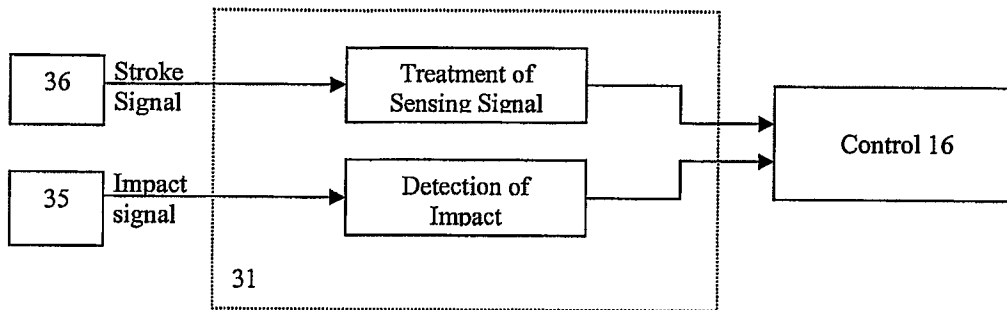 36
Stroke
Signal
Treatment of
Sensing Signal
Control 16
35
Impact
signal
Detection of
Impact
31